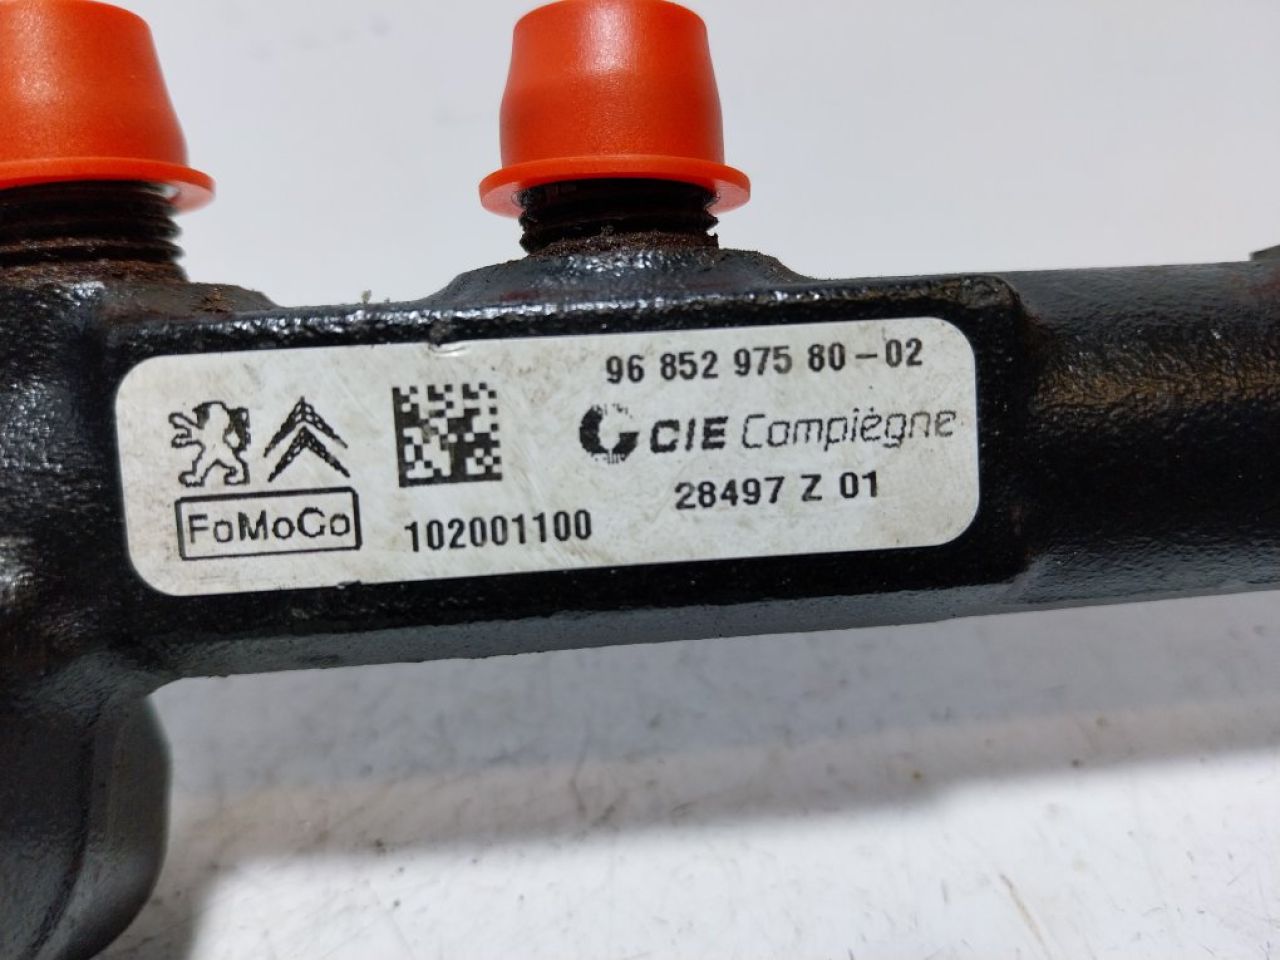 96 852 975 80-02
CIE Compiègne
28497 Z 01
FoMoCo
102001100